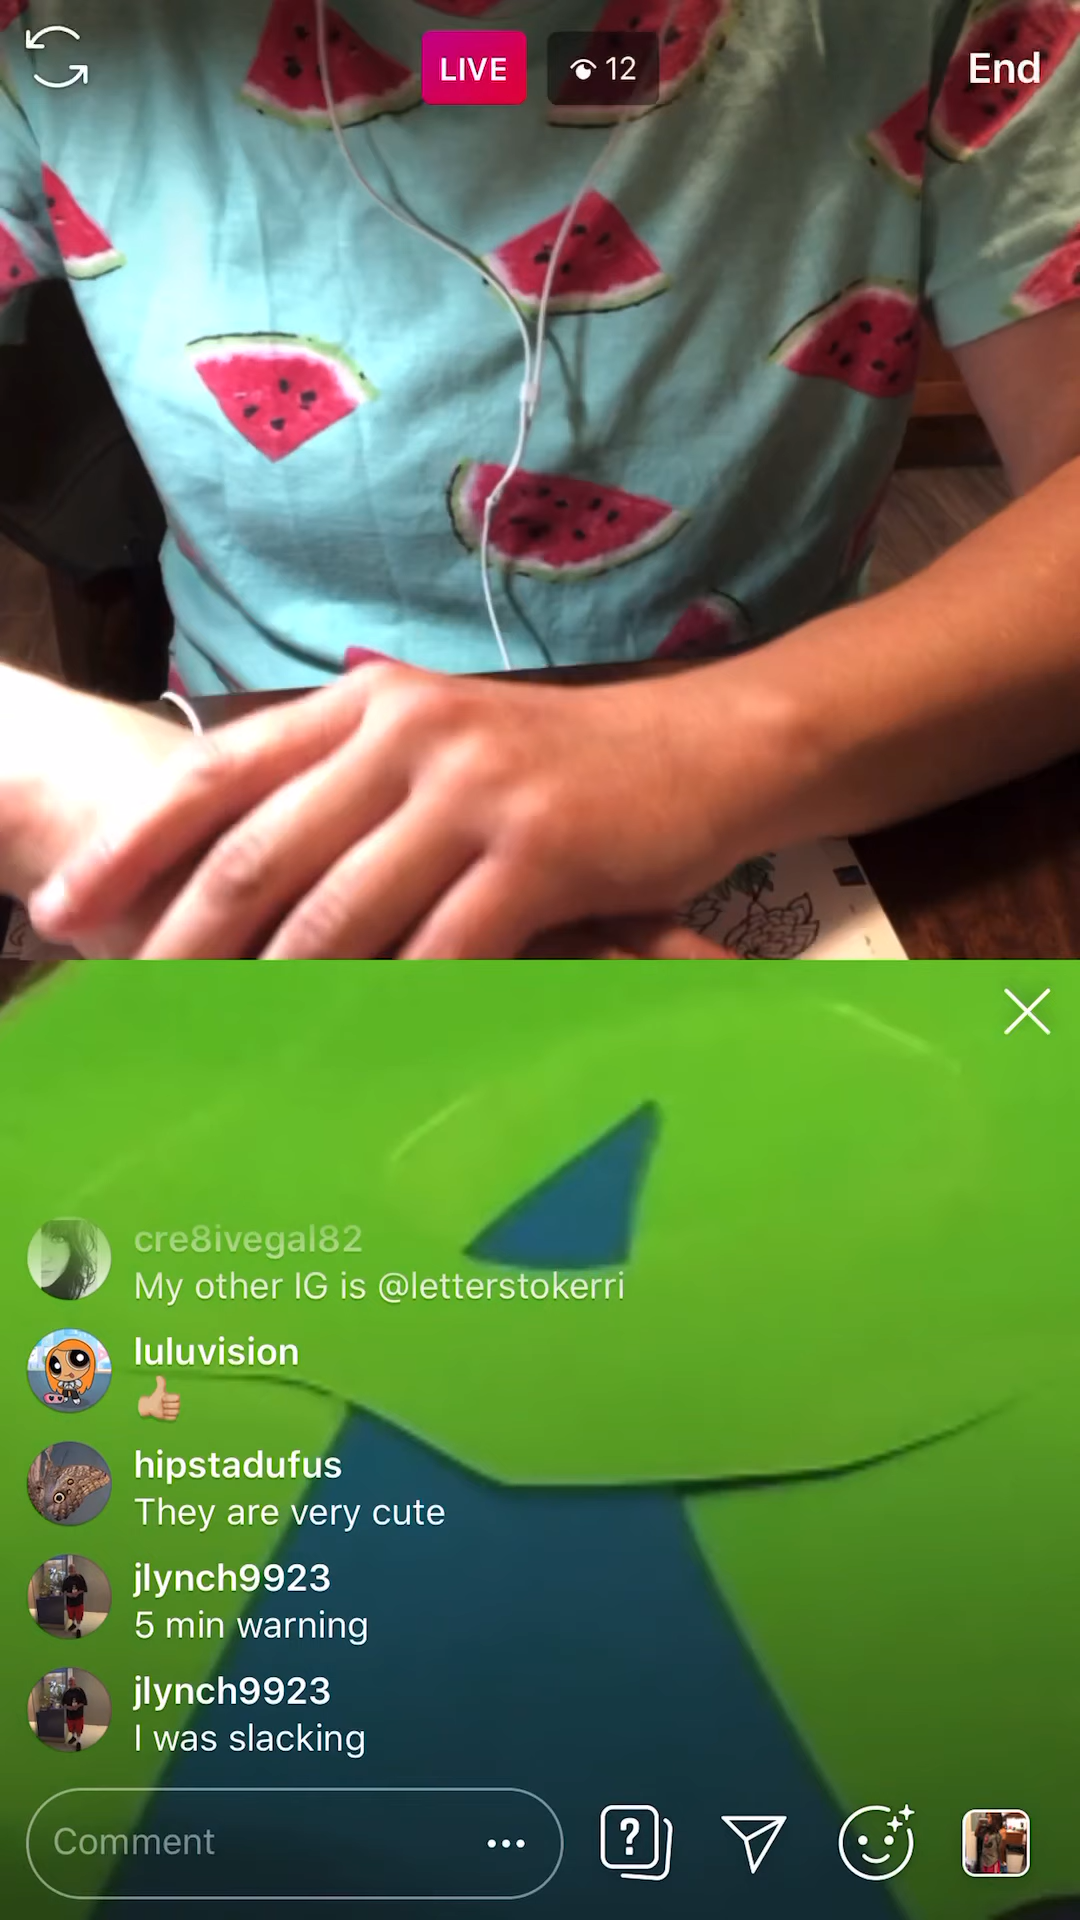 LIVE
12
End
cre8ivegal82
My other IG is @letterstokerri
luluvision
👍🏼
hipstadufus
They are very cute
jlynch9923
5 min warning
jlynch9923
I was slacking
Comment